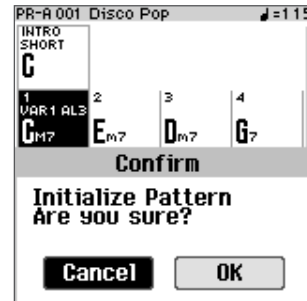 PR-A 001 Disco Pop ♩=115
INTRO
SHORT
C
1 2 3 4
VAR1 AL3
CM7 Em7 Dm7 G7
Confirm
Initialize Pattern
Are you sure?
Cancel OK